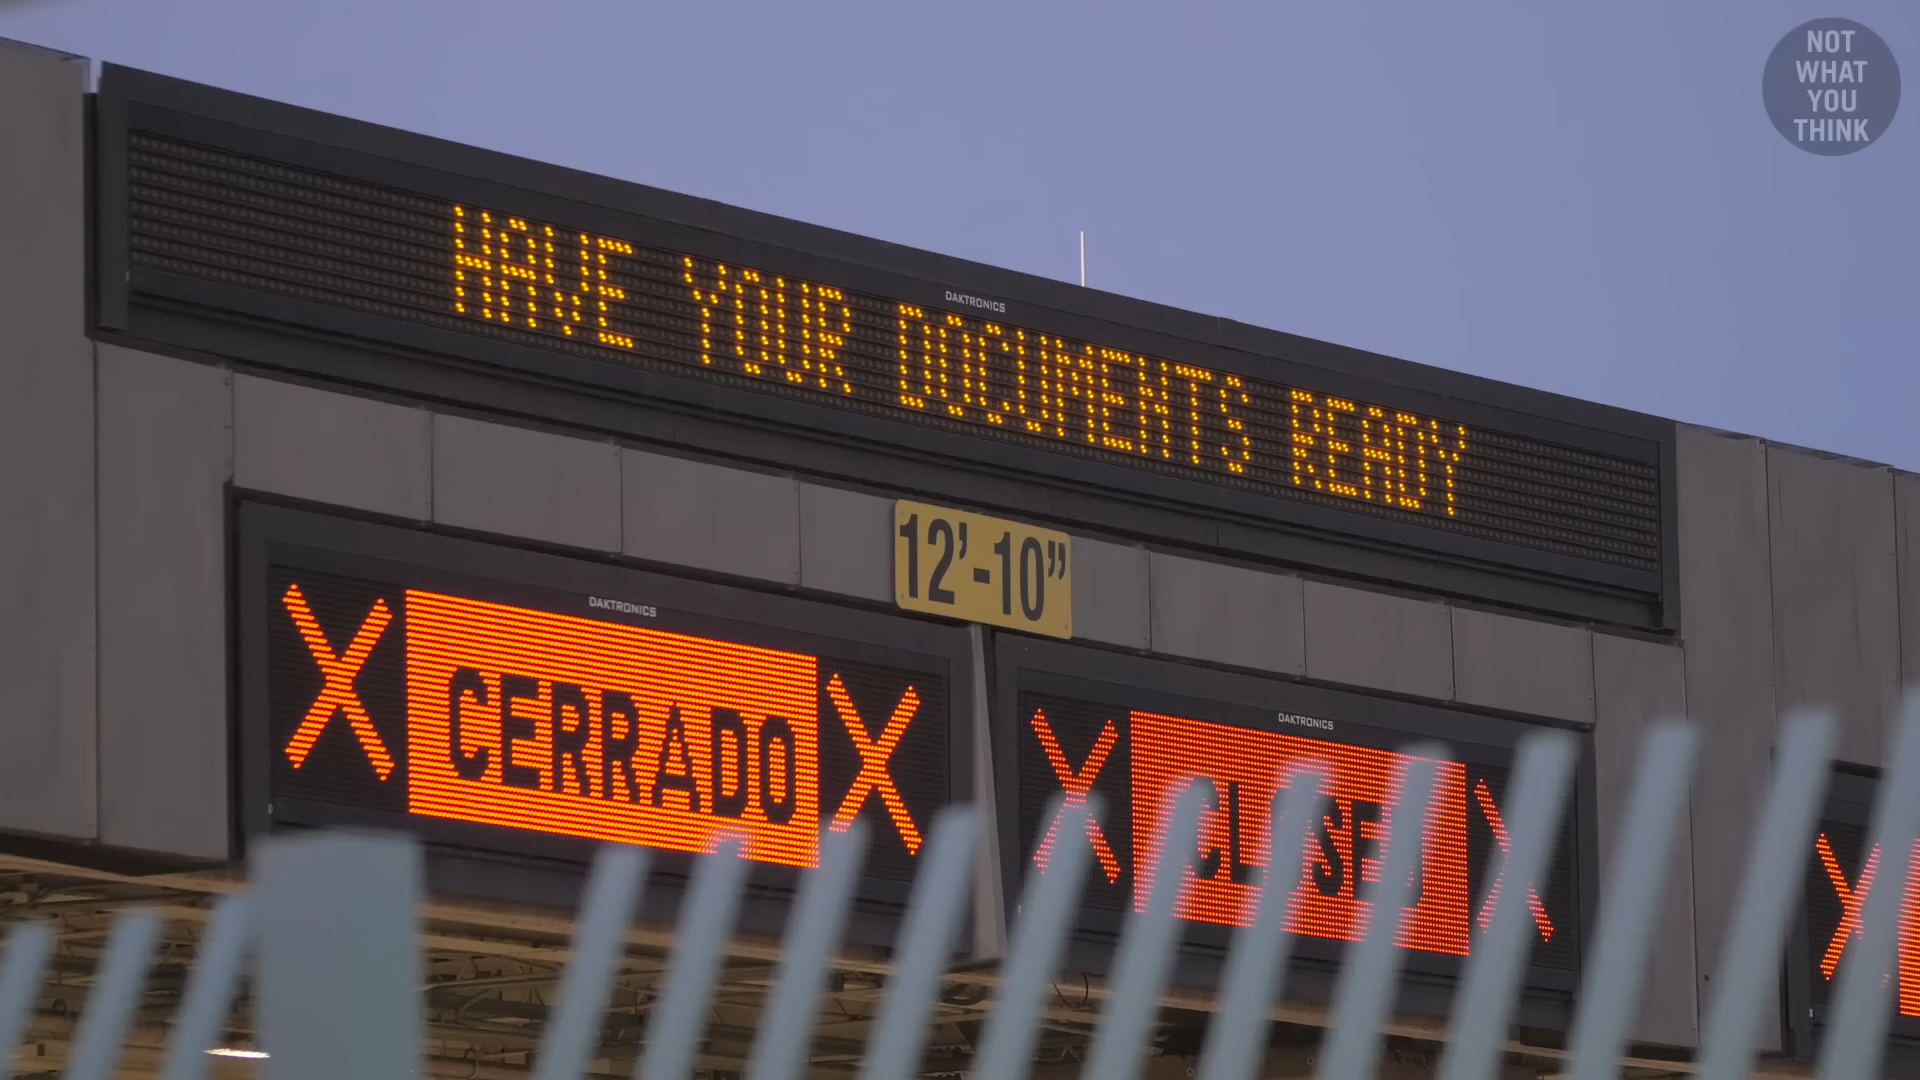 NOT
WHAT
YOU
THINK
HAVE YOUR DOCUMENTS READY
DAKTRONICS
12'-10"
DAKTRONICS
X CERRADO X
DAKTRONICS
X CLOSED X
X